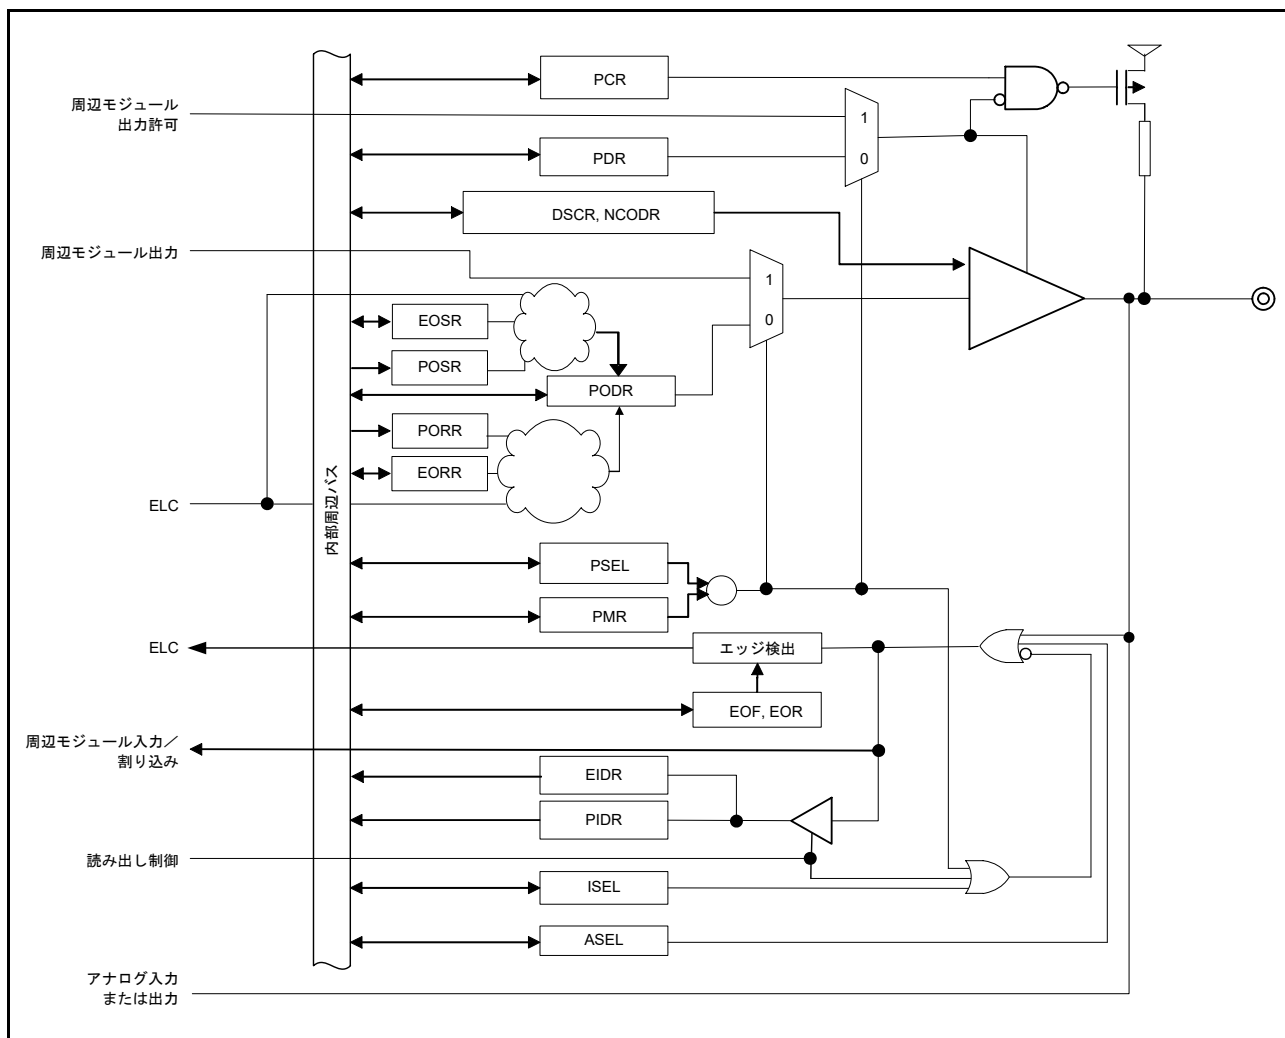 PCR
周辺モジュール
出力許可
1
0
PDR
DSCR, NCODR
周辺モジュール出力
1
0
EOSR
POSR
PODR
PORR
EORR
ELC
内部周辺バス
PSEL
PMR
ELC
エッジ検出
EOF, EOR
周辺モジュール入力／
割り込み
EIDR
PIDR
読み出し制御
ISEL
ASEL
アナログ入力
または出力